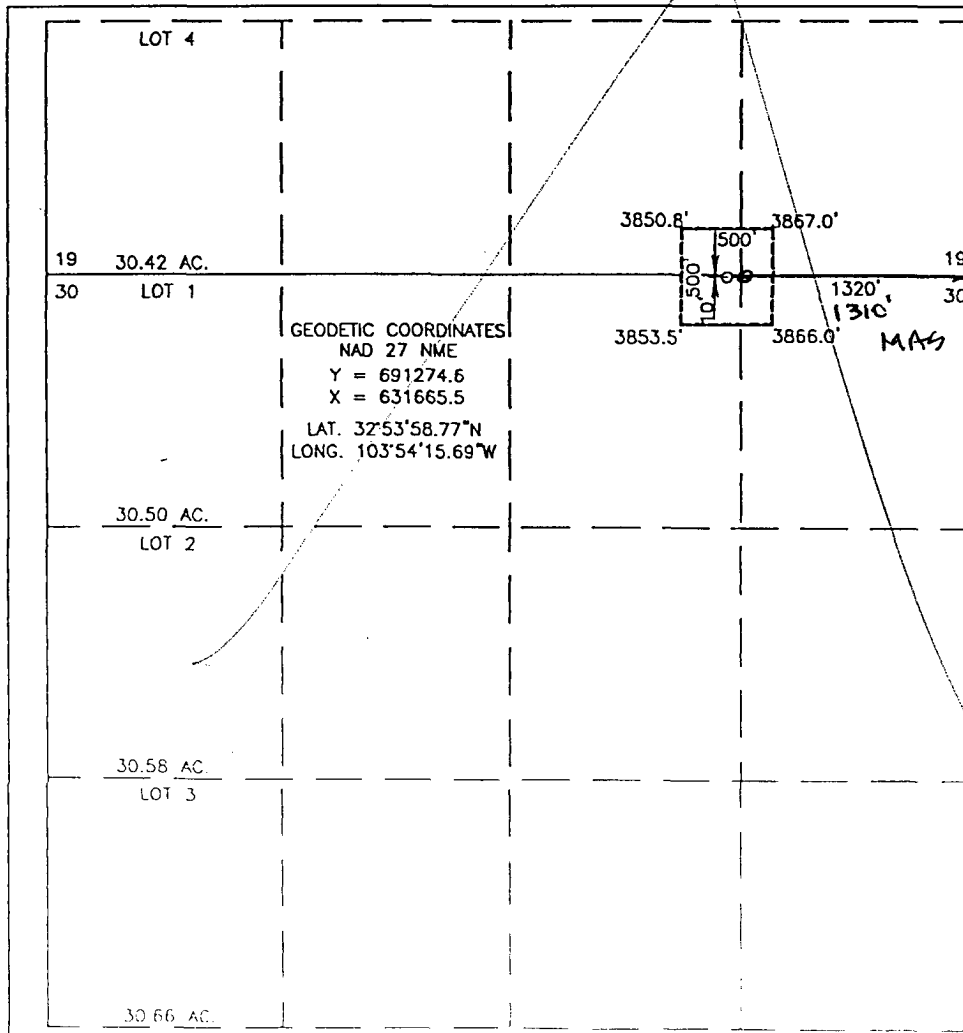 LOT 4
3850.8' 3867.0'
500'
19 30.42 AC. 19
500'
30 LOT 1 30
10'
1320'
1310'
3853.5' 3866.0'
MAS
GEODETIC COORDINATES
NAD 27 NME
Y = 691274.6
X = 631665.5
LAT. 32°53'58.77"N
LONG. 103°54'15.69"W
30.50 AC.
LOT 2
30.58 AC.
LOT 3
30.66 AC.